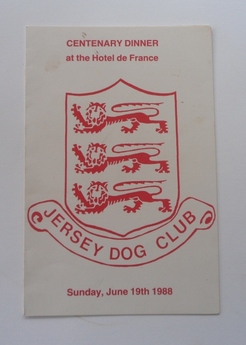 CENTENARY DINNER
at the Hotel de France
JERSEY DOG CLUB
Sunday, June 19th 1988